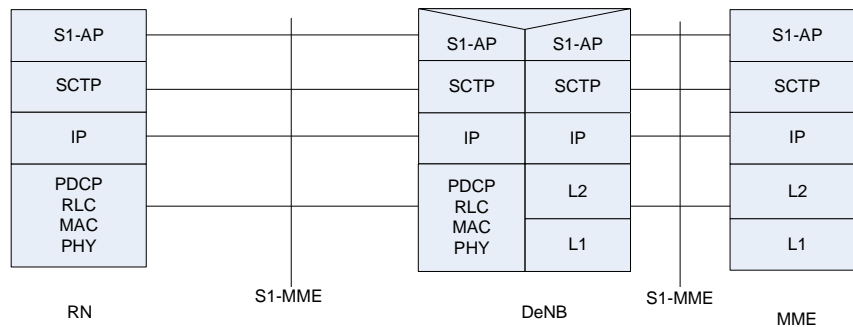 S1-AP
SCTP
IP
PDCP
RLC
MAC
PHY
RN
S1-MME
S1-AP
S1-AP
SCTP
SCTP
IP
IP
PDCP
RLC
MAC
PHY
L2
L1
DeNB
S1-MME
S1-AP
SCTP
IP
L2
L1
MME